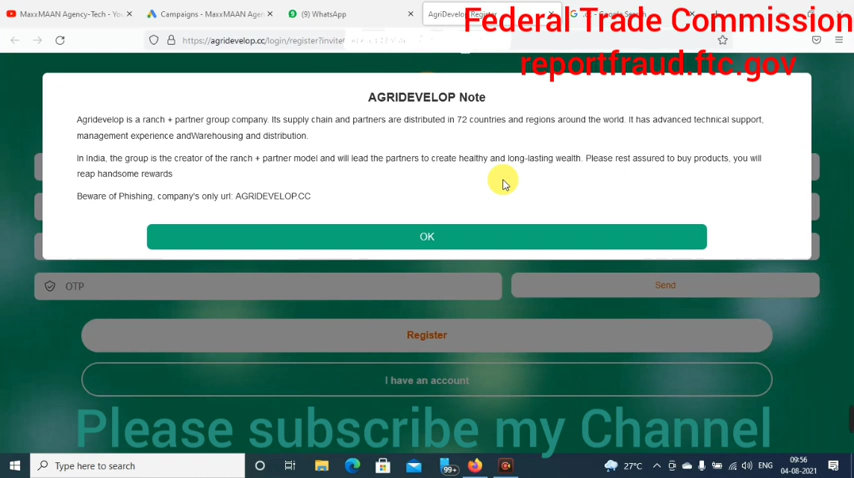 MaxxMAAN Agency-Tech - You
Campaigns - MaxxMAAN Agen
(9) WhatsApp
AgriDevelop Register
Federal Trade Commission
https://agridevelop.cc/login/register?invite
reportfraud.ftc.gov
AGRIDEVELOP Note
Agridevelop is a ranch + partner group company. Its supply chain and partners are distributed in 72 countries and regions around the world. It has advanced technical support,
management experience andWarehousing and distribution.
In India, the group is the creator of the ranch + partner model and will lead the partners to create healthy and long-lasting wealth. Please rest assured to buy products, you will
reap handsome rewards
Beware of Phishing, company's only url: AGRIDEVELOP.CC
OK
OTP
Send
Register
I have an account
Please subscribe my Channel
Type here to search
99+
27°C
ENG
09:56
04-08-2021